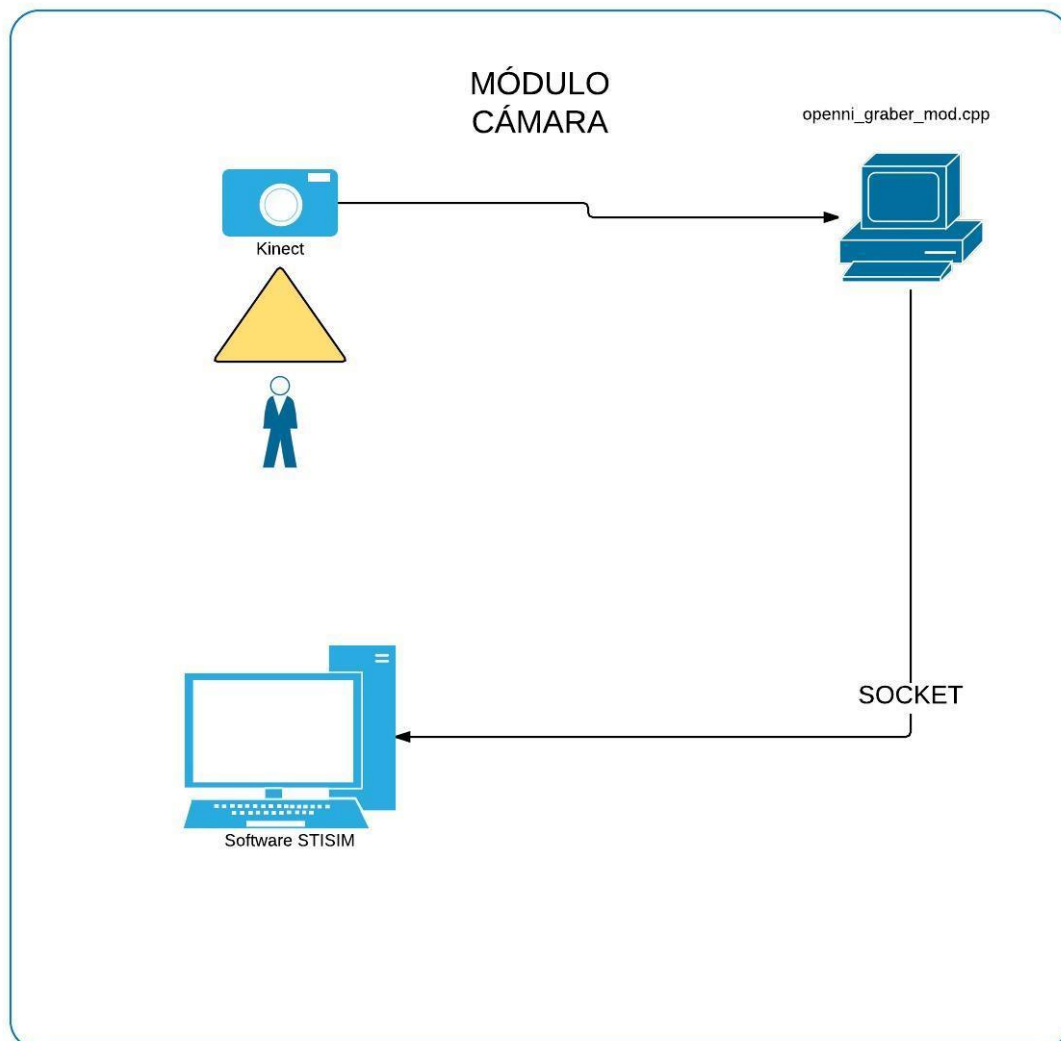 MÓDULO
CÁMARA
openni_graber_mod.cpp
Kinect
SOCKET
Software STISIM